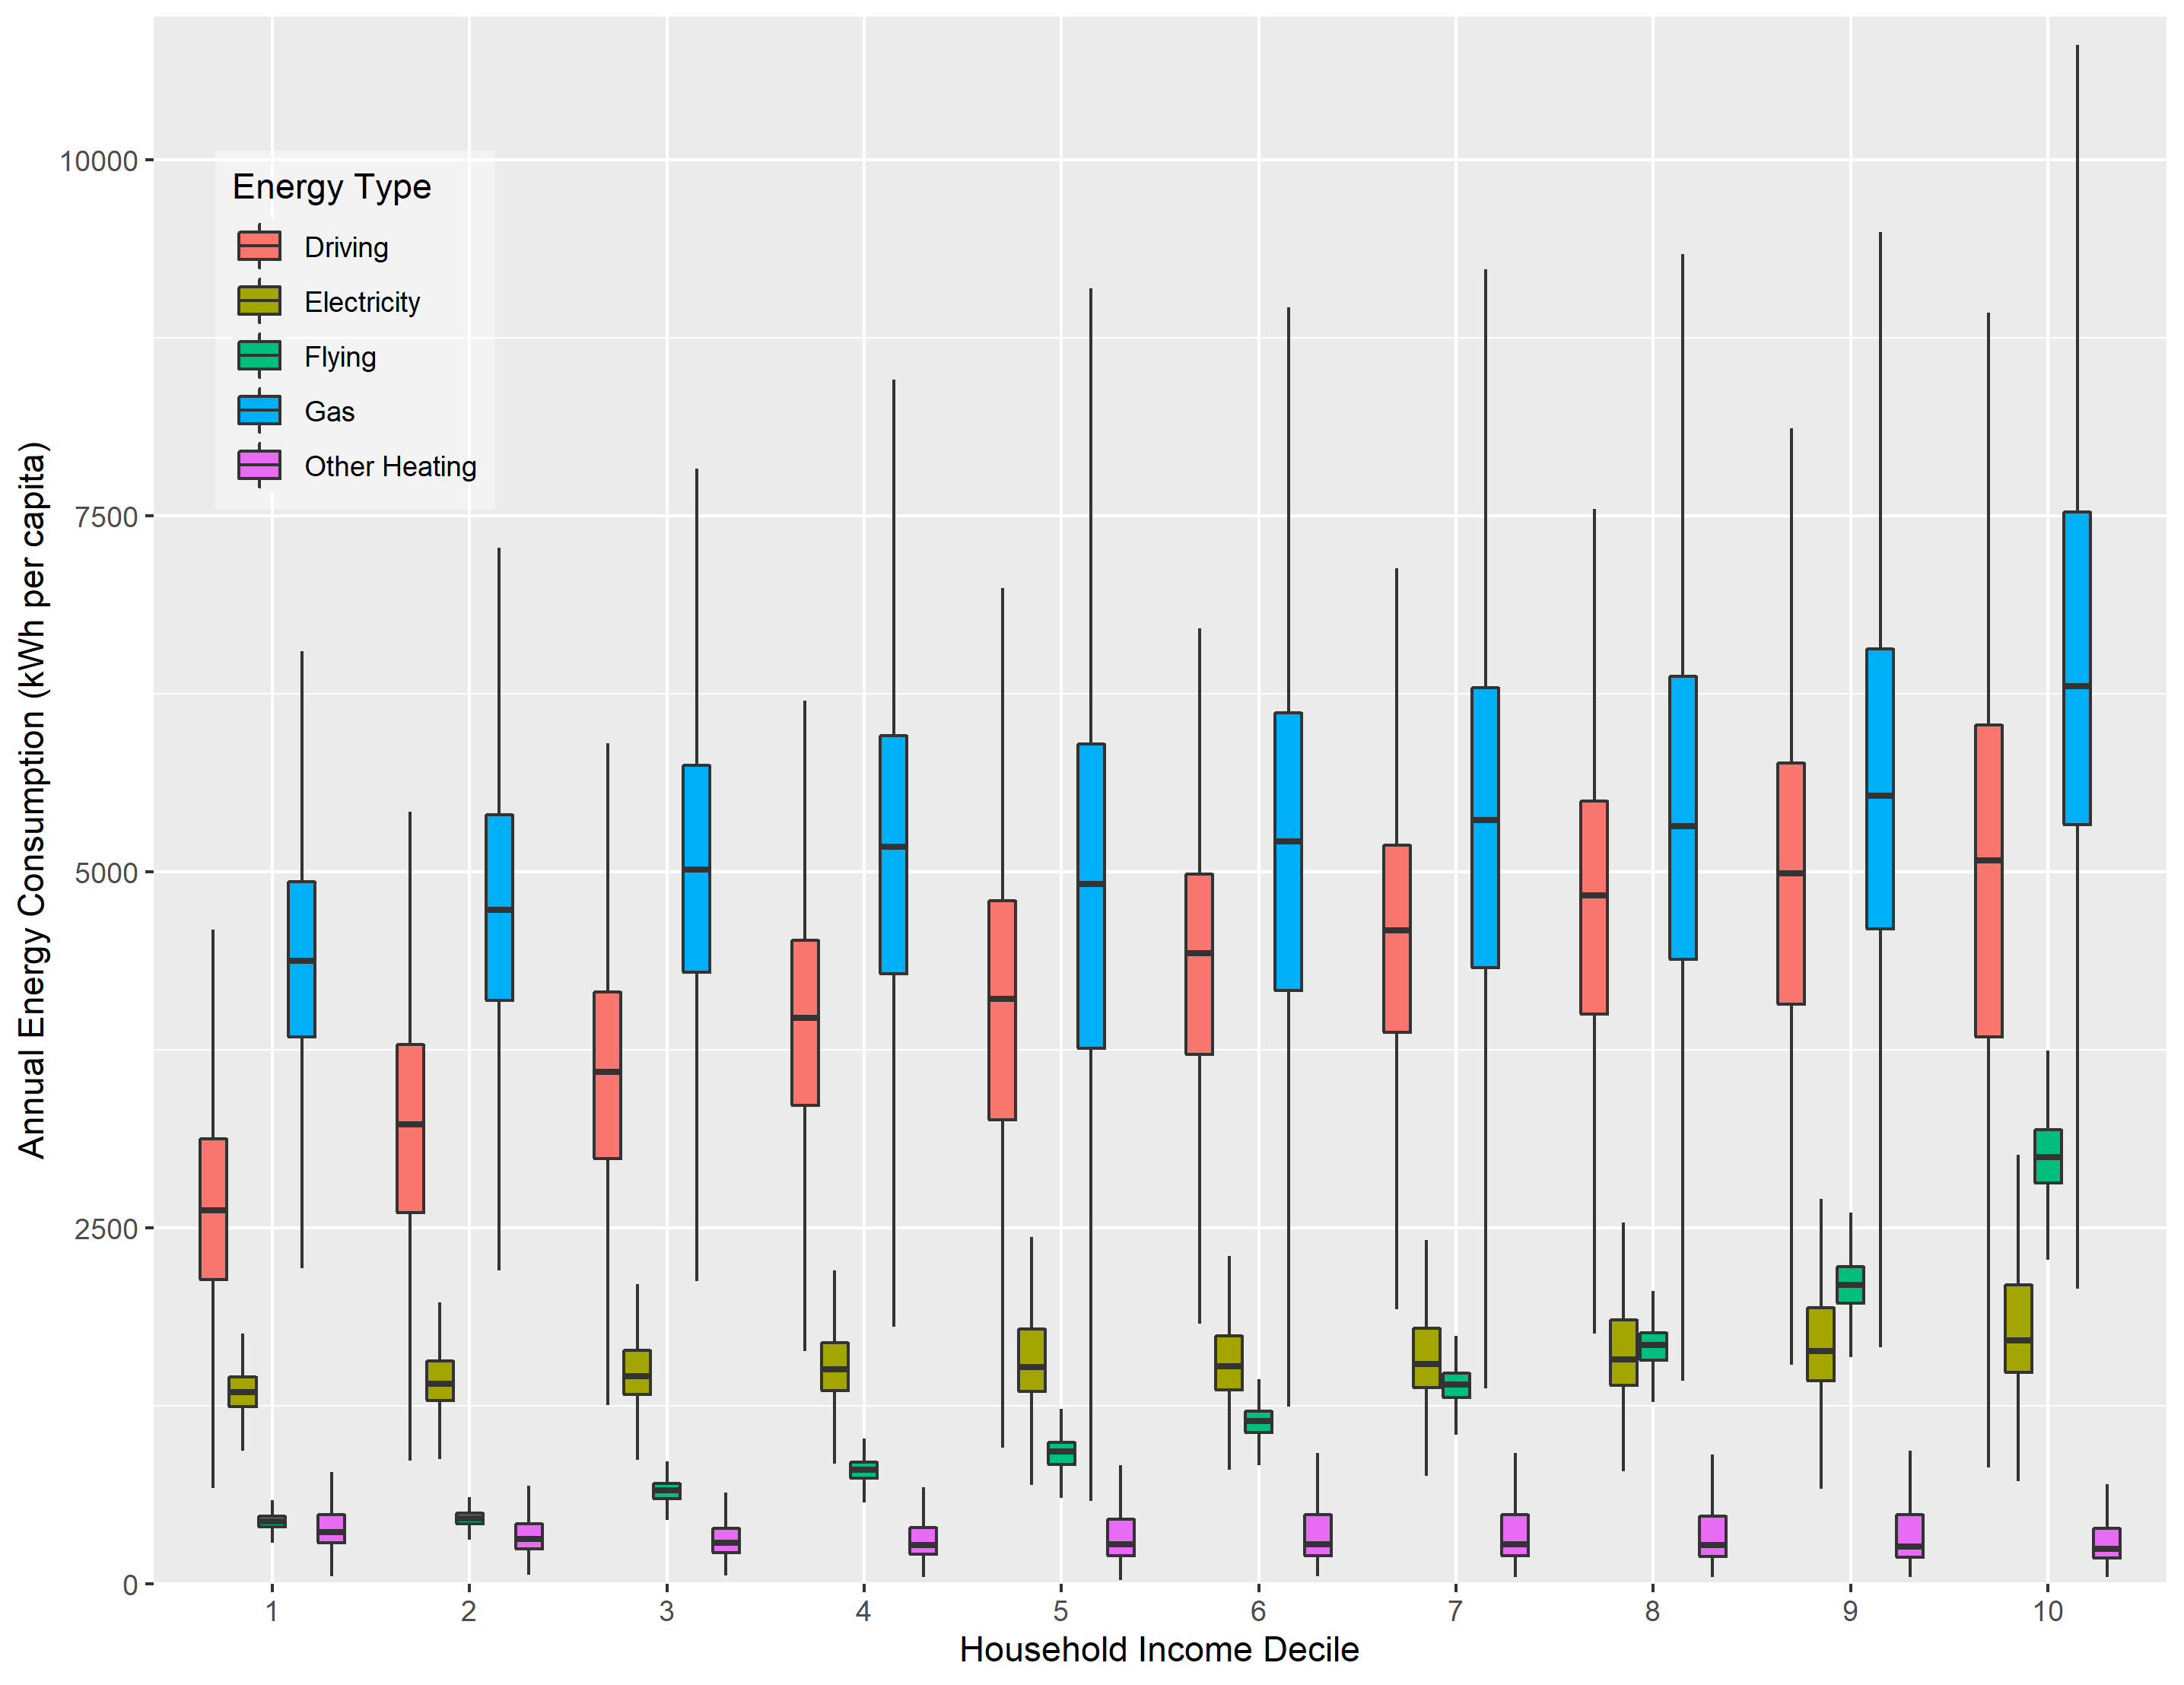 10000
7500
5000
2500
0
Annual Energy Consumption (kWh per capita)
Energy Type
Driving
Electricity
Flying
Gas
Other Heating
1 2 3 4 5 6 7 8 9 10
Household Income Decile